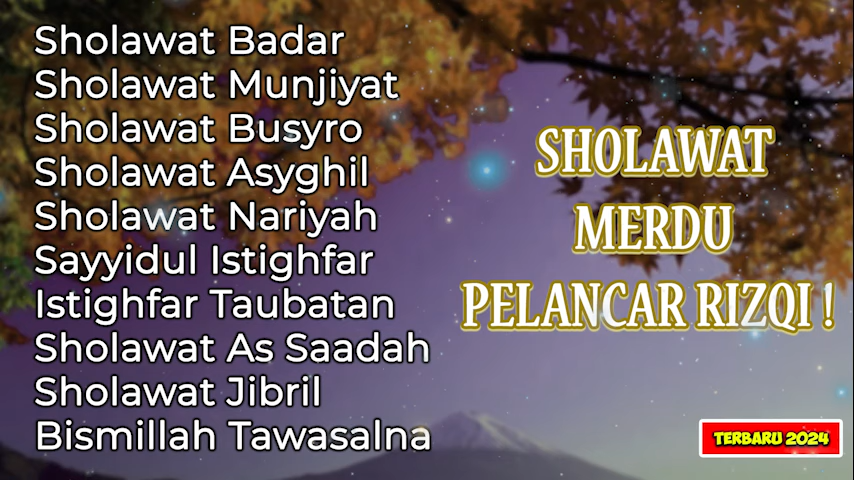 Sholawat Badar
Sholawat Munjiyat
Sholawat Busyro
Sholawat Asyghil
Sholawat Nariyah
Sayyidul Istighfar
Istighfar Taubatan
Sholawat As Saadah
Sholawat Jibril
Bismillah Tawasalna
SHOLAWAT
MERDU
PELANCAR RIZQI !
TERBARU 2024